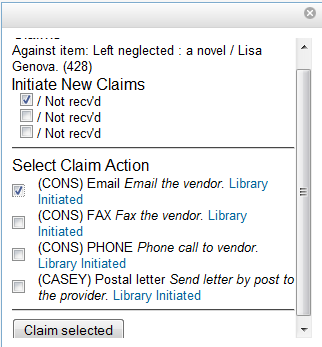 Claims
Against item: Left neglected : a novel / Lisa
Genova. (428)
Initiate New Claims
/ Not recv'd
/ Not recv'd
/ Not recv'd
Select Claim Action
(CONS) Email Email the vendor. Library
Initiated
(CONS) FAX Fax the vendor. Library
Initiated
(CONS) PHONE Phone call to vendor.
Library Initiated
(CASEY) Postal letter Send letter by post to
the provider. Library Initiated
Claim selected